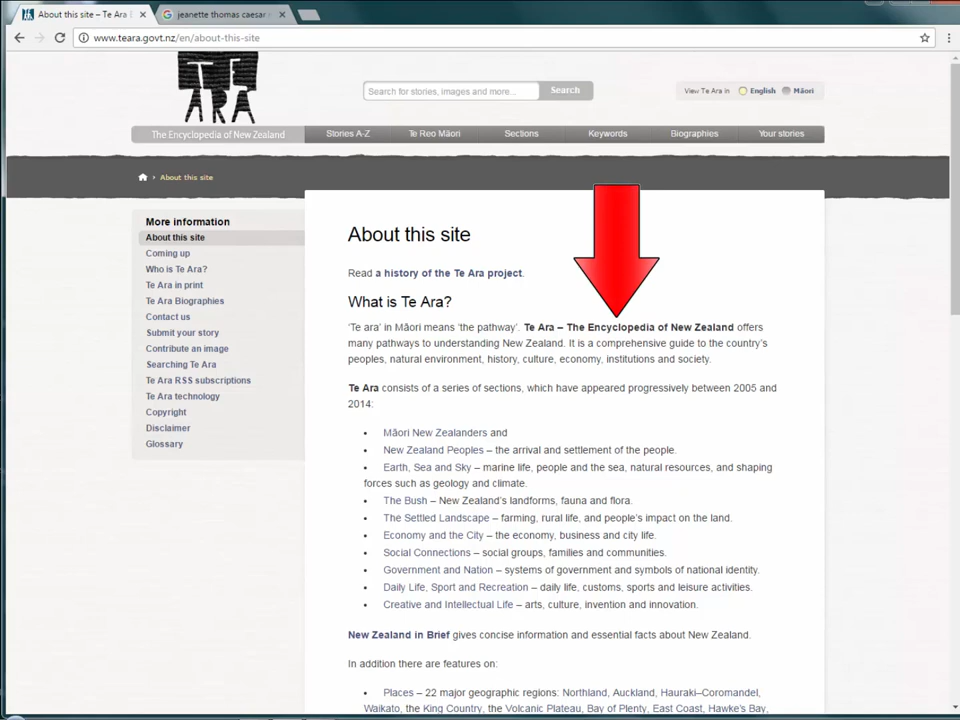 About this site – Te Ara
jeanette thomas caesar
www.teara.govt.nz/en/about-this-site
TE
ARA
Search for stories, images and more...
Search
View Te Ara in English Māori
The Encyclopedia of New Zealand
Stories A-Z Te Reo Māori Sections Keywords Biographies Your stories
› About this site
More information
About this site
Coming up
Who is Te Ara?
Te Ara in print
Te Ara Biographies
Contact us
Submit your story
Contribute an image
Searching Te Ara
Te Ara RSS subscriptions
Te Ara technology
Copyright
Disclaimer
Glossary
About this site
Read a history of the Te Ara project.
What is Te Ara?
‘Te ara’ in Māori means ‘the pathway’. Te Ara – The Encyclopedia of New Zealand offers
many pathways to understanding New Zealand. It is a comprehensive guide to the country’s
peoples, natural environment, history, culture, economy, institutions and society.
Te Ara consists of a series of sections, which have appeared progressively between 2005 and
2014:
• Māori New Zealanders and
• New Zealand Peoples – the arrival and settlement of the people.
• Earth, Sea and Sky – marine life, people and the sea, natural resources, and shaping
forces such as geology and climate.
• The Bush – New Zealand’s landforms, fauna and flora.
• The Settled Landscape – farming, rural life, and people’s impact on the land.
• Economy and the City – the economy, business and city life.
• Social Connections – social groups, families and communities.
• Government and Nation – systems of government and symbols of national identity.
• Daily Life, Sport and Recreation – daily life, customs, sports and leisure activities.
• Creative and Intellectual Life – arts, culture, invention and innovation.
New Zealand in Brief gives concise information and essential facts about New Zealand.
In addition there are features on:
• Places – 22 major geographic regions: Northland, Auckland, Hauraki–Coromandel,
Waikato, the King Country, the Volcanic Plateau, Bay of Plenty, East Coast, Hawke’s Bay,